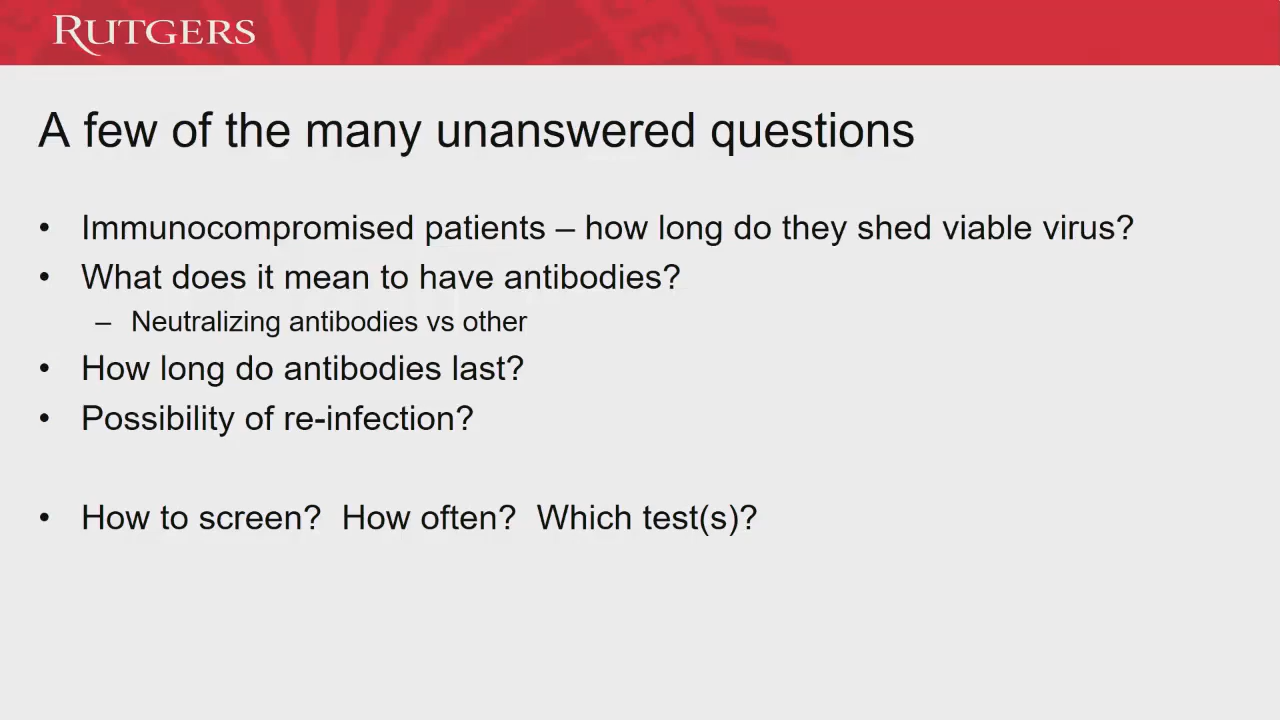 RUTGERS
A few of the many unanswered questions
• Immunocompromised patients – how long do they shed viable virus?
• What does it mean to have antibodies?
– Neutralizing antibodies vs other
• How long do antibodies last?
• Possibility of re-infection?
• How to screen? How often? Which test(s)?